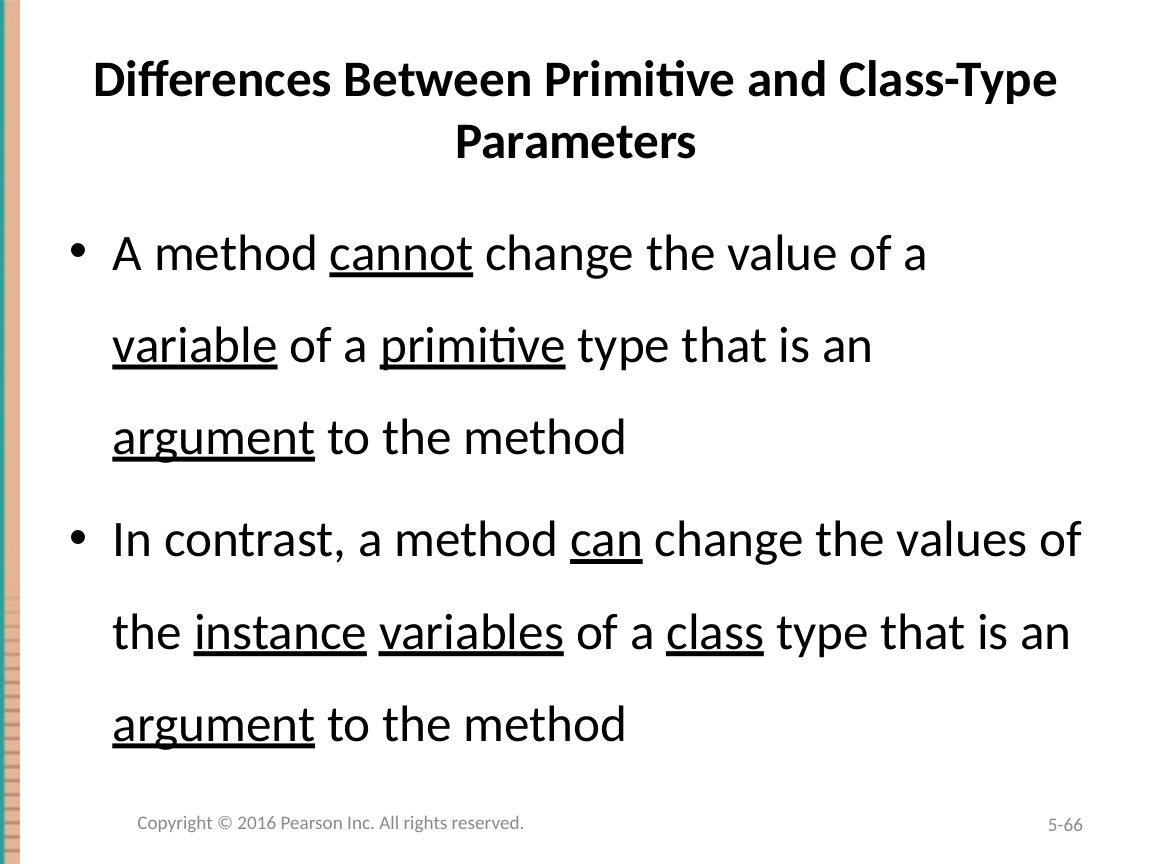 Differences Between Primitive and Class-Type
Parameters
• A method cannot change the value of a
variable of a primitive type that is an
argument to the method
• In contrast, a method can change the values of
the instance variables of a class type that is an
argument to the method
Copyright © 2016 Pearson Inc. All rights reserved.
5-66